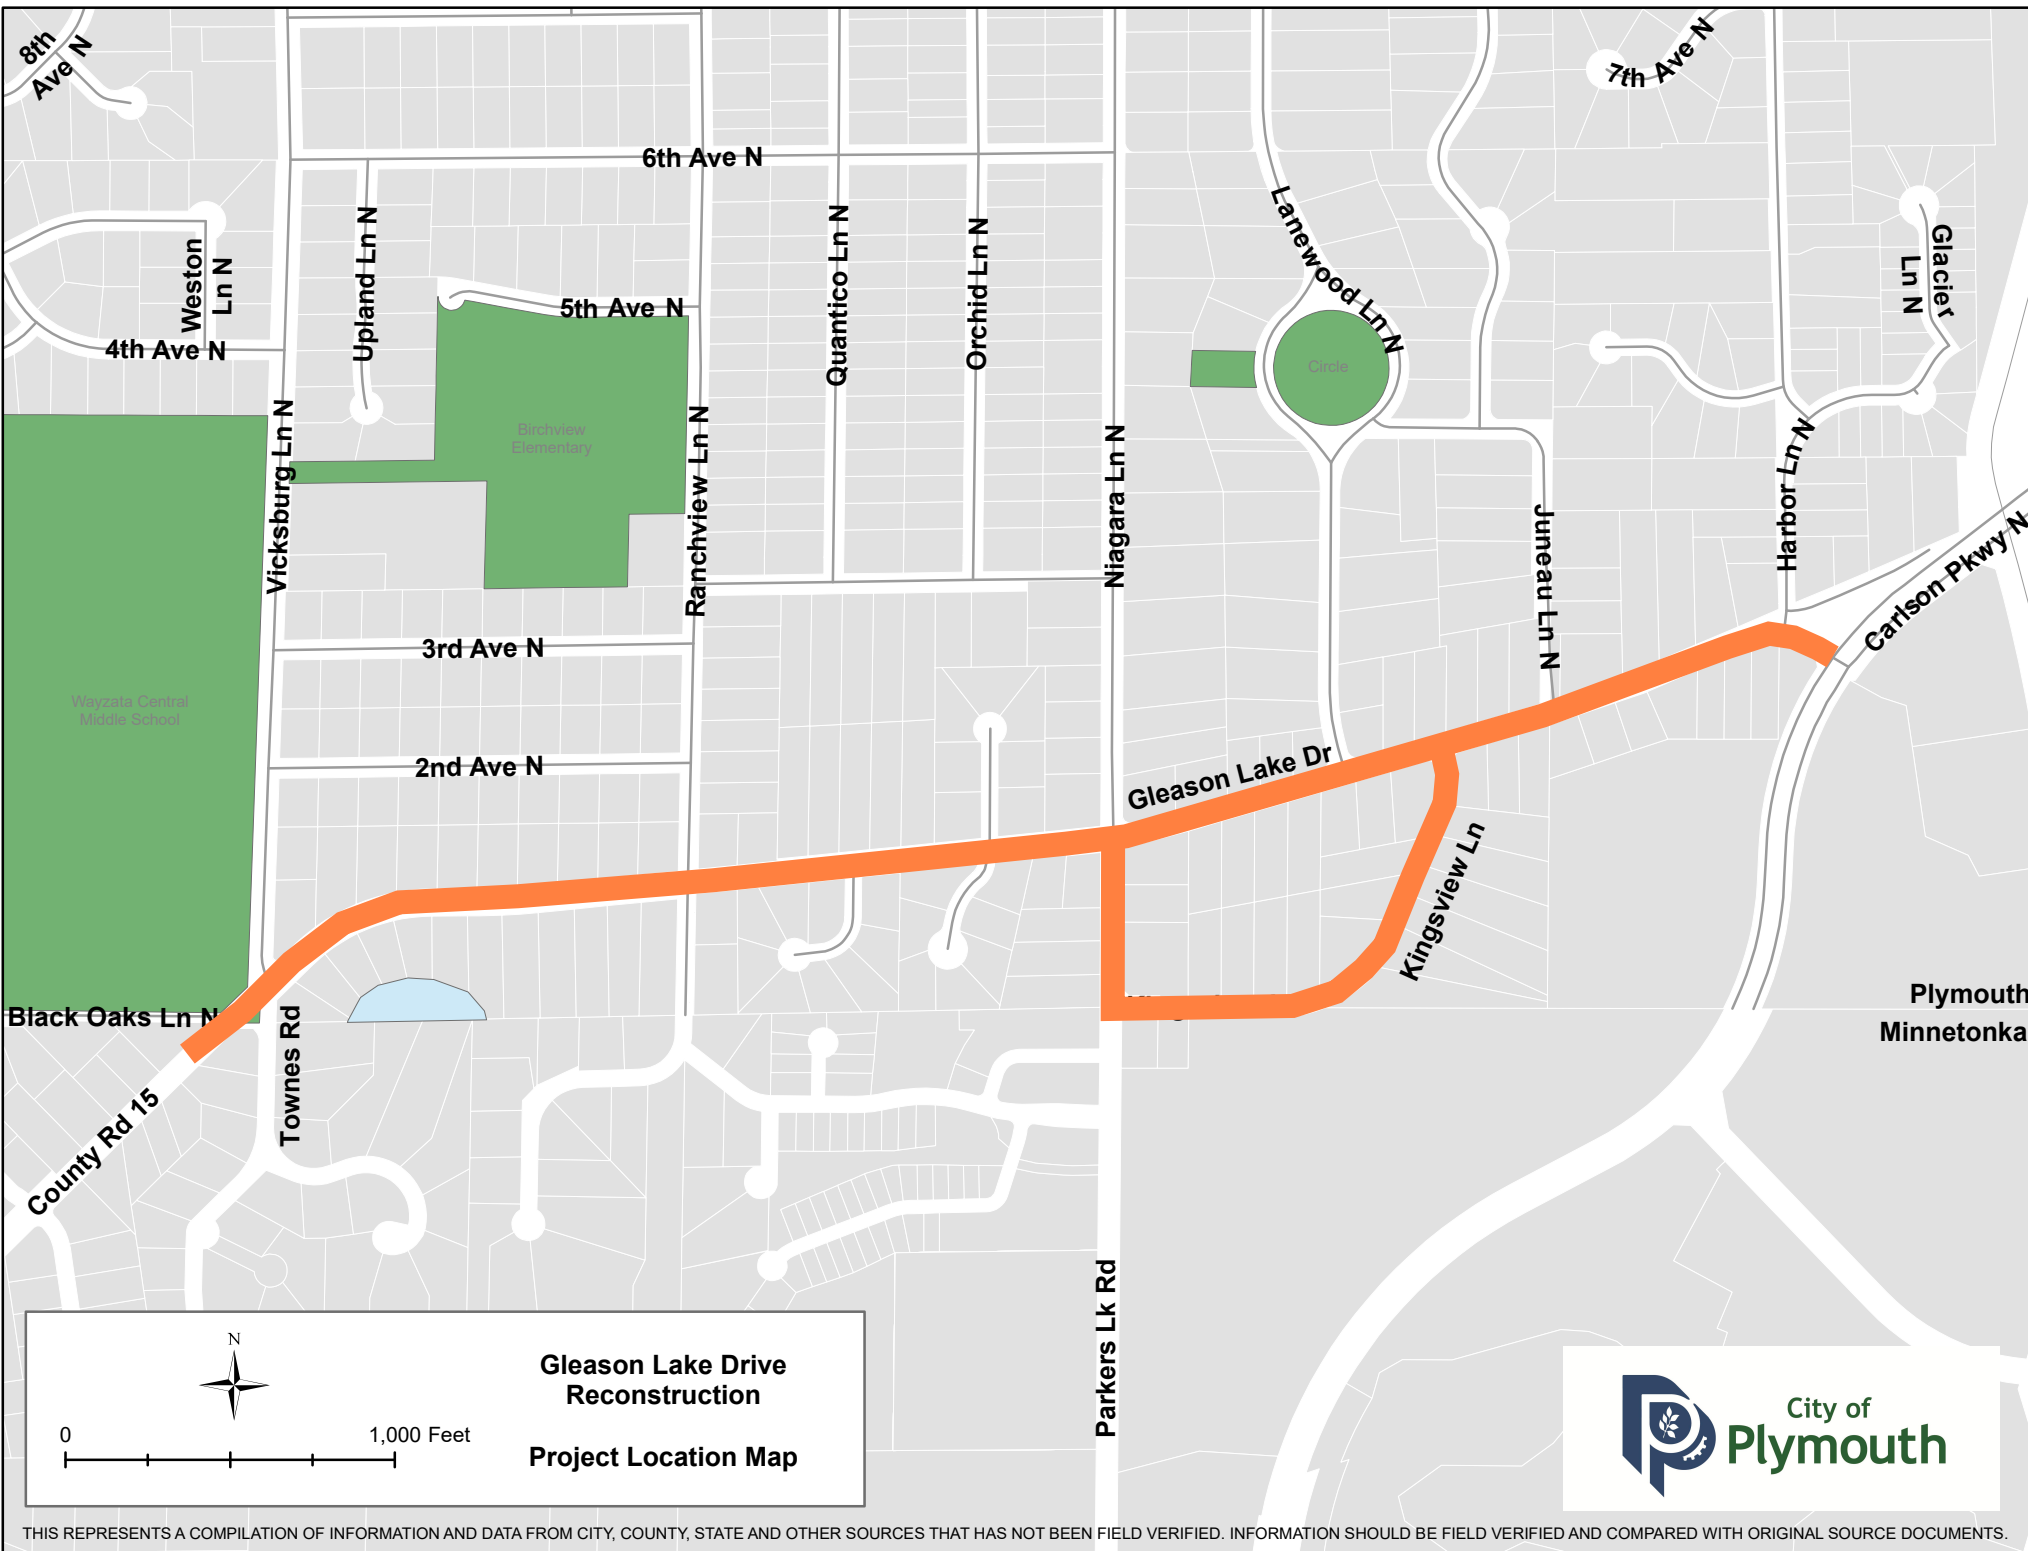 8th
Ave N
7th Ave N
6th Ave N
Weston
Ln N
Upland Ln N
Quantico Ln N
Orchid Ln N
Lanewood Ln N
Glacier
Ln N
5th Ave N
4th Ave N
Circle
Vicksburg Ln N
Birchview
Elementary
Ranchview Ln N
Niagara Ln N
Juneau Ln N
Harbor Ln N
Carlson Pkwy N
3rd Ave N
Wayzata Central
Middle School
2nd Ave N
Gleason Lake Dr
Kingsview Ln
Black Oaks Ln N
Townes Rd
Plymouth
Minnetonka
County Rd 15
Parkers Lk Rd
N
0
1,000 Feet
Gleason Lake Drive
Reconstruction
Project Location Map
City of
Plymouth
THIS REPRESENTS A COMPILATION OF INFORMATION AND DATA FROM CITY, COUNTY, STATE AND OTHER SOURCES THAT HAS NOT BEEN FIELD VERIFIED. INFORMATION SHOULD BE FIELD VERIFIED AND COMPARED WITH ORIGINAL SOURCE DOCUMENTS.